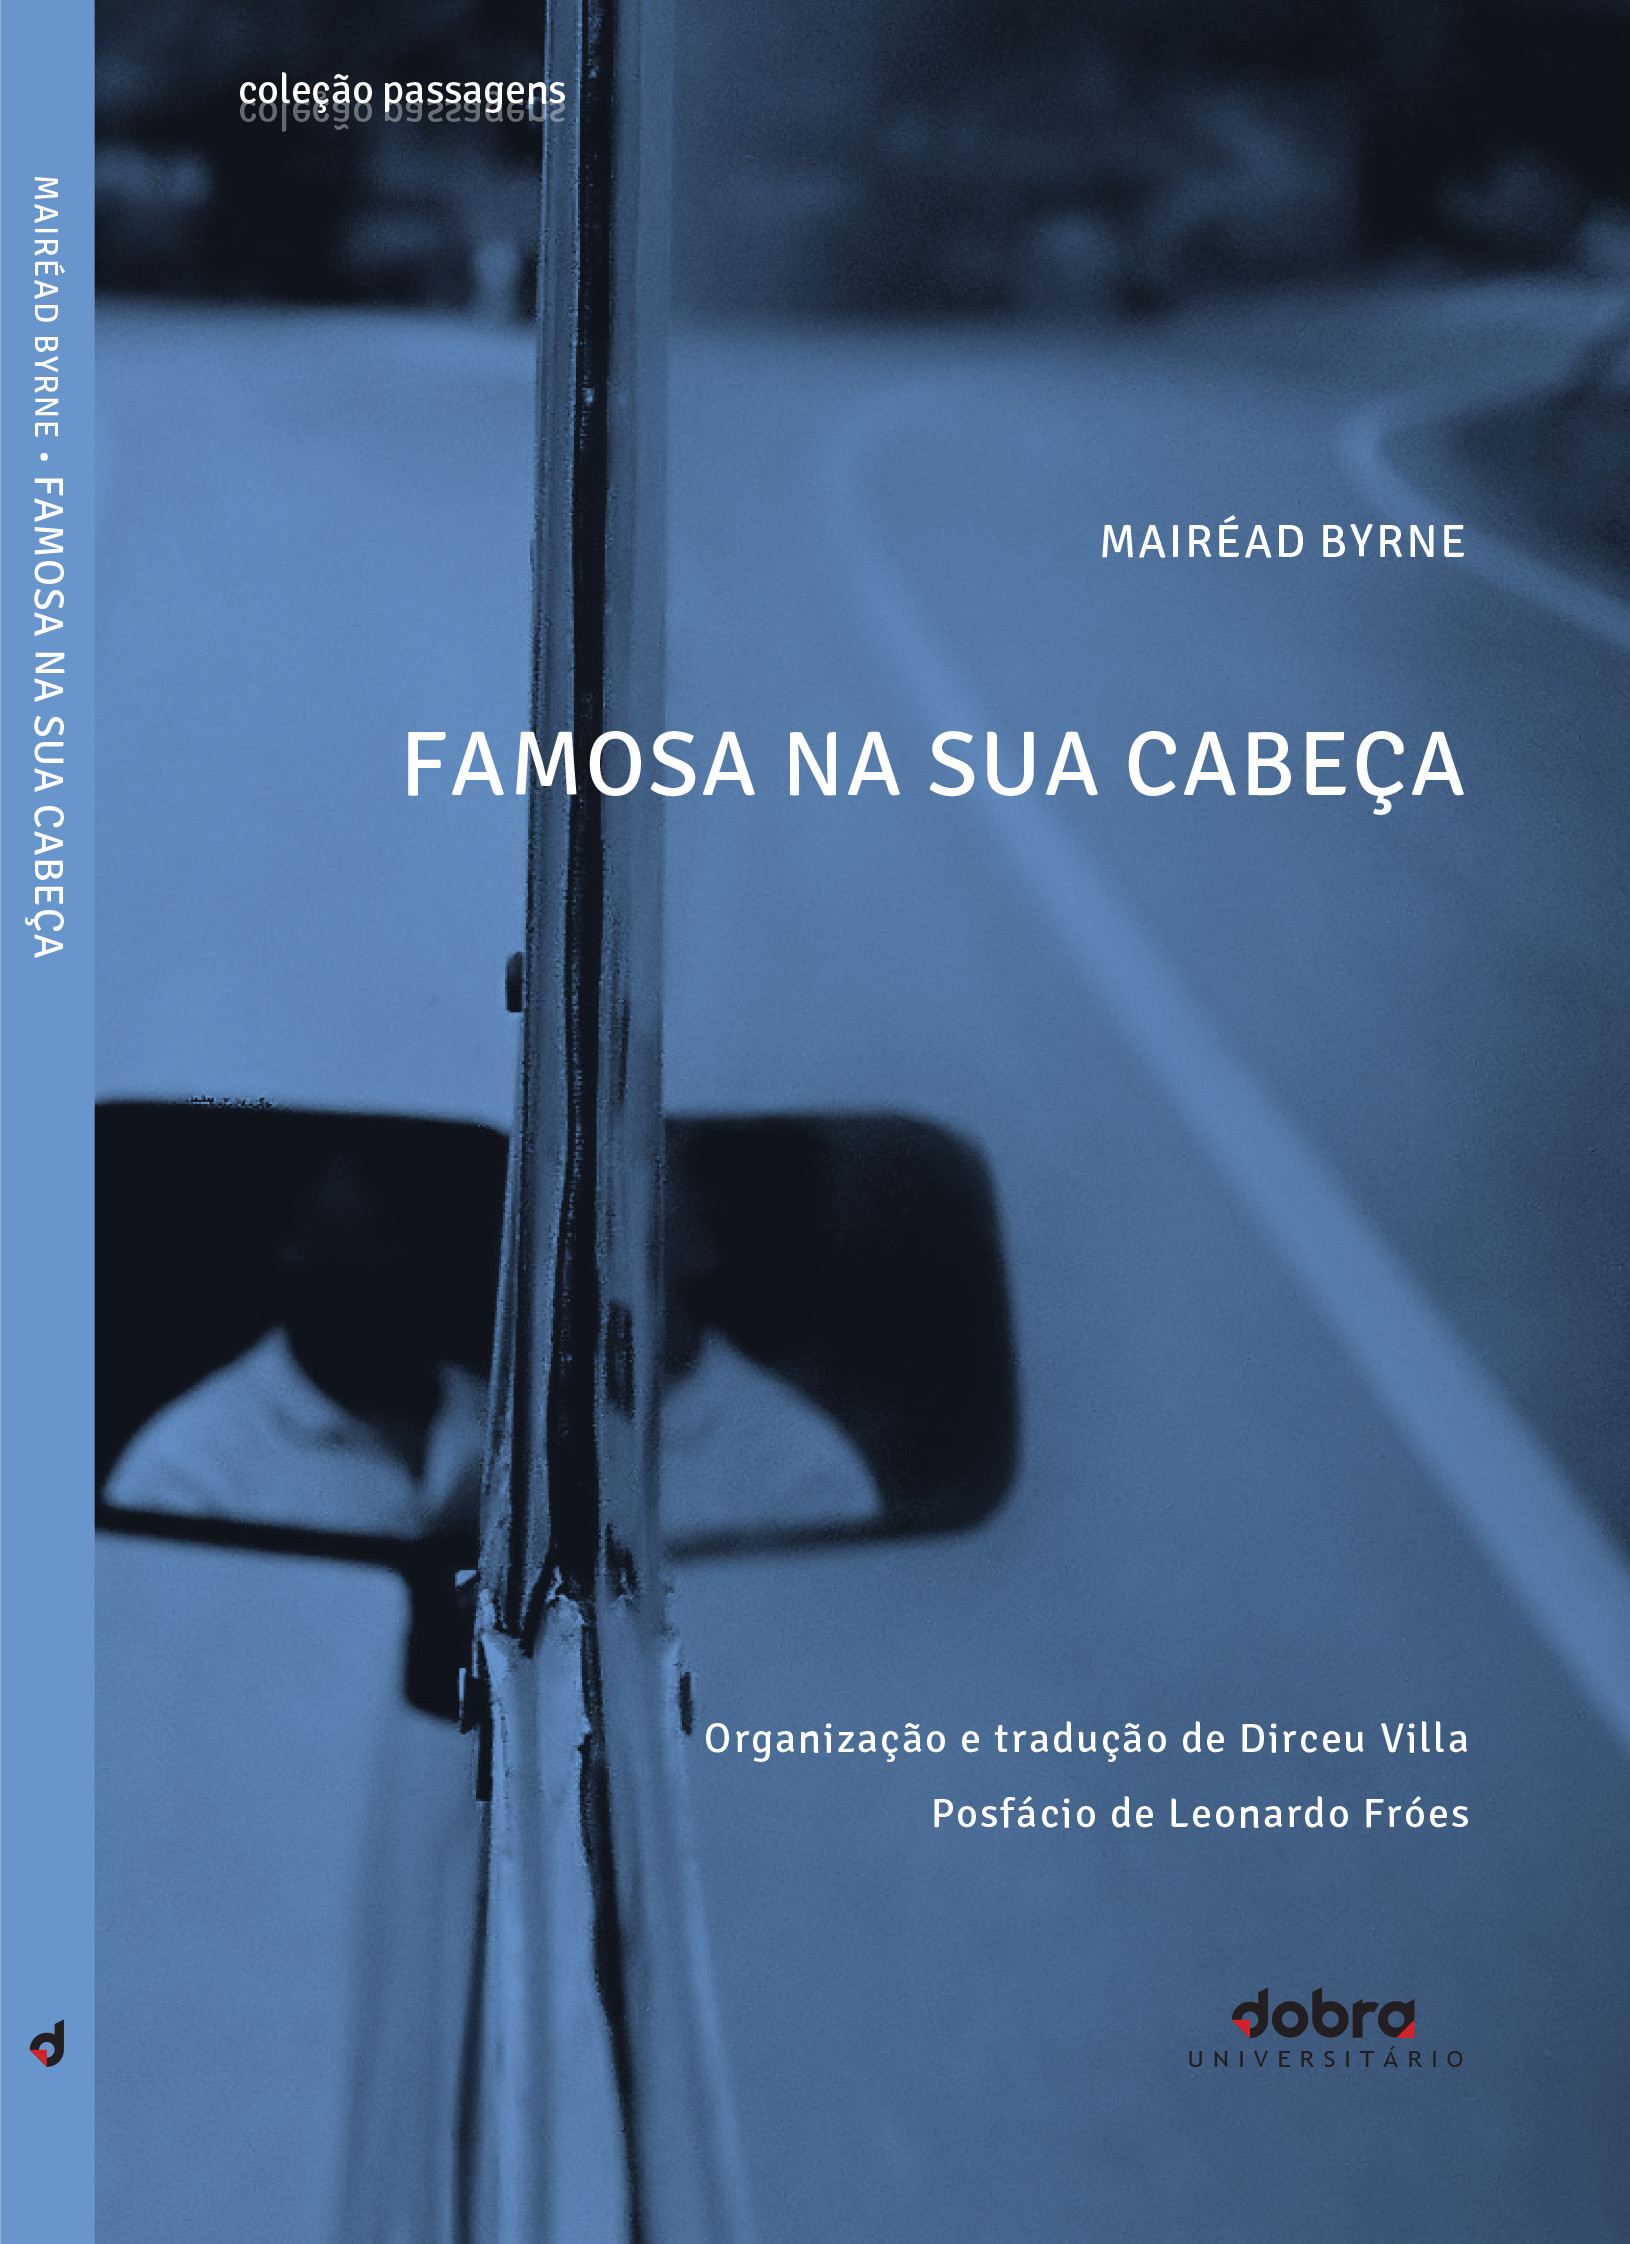 coleção passagens
MAIRÉAD BYRNE • FAMOSA NA SUA CABEÇA
MAIRÉAD BYRNE
FAMOSA NA SUA CABEÇA
Organização e tradução de Dirceu Villa
Posfácio de Leonardo Fróes
dobra
UNIVERSITÁRIO
d